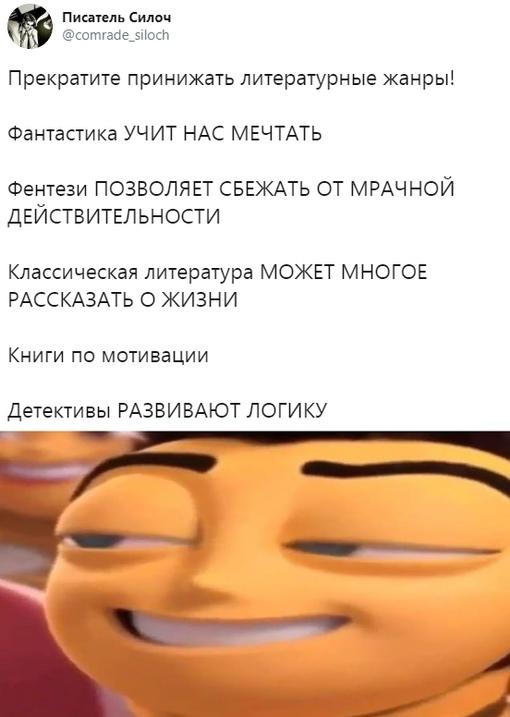 Писатель Силоч
@comrade_siloch
Прекратите принижать литературные жанры!
Фантастика УЧИТ НАС МЕЧТАТЬ
Фентези ПОЗВОЛЯЕТ СБЕЖАТЬ ОТ МРАЧНОЙ
ДЕЙСТВИТЕЛЬНОСТИ
Классическая литература МОЖЕТ МНОГОЕ
РАССКАЗАТЬ О ЖИЗНИ
Книги по мотивации
Детективы РАЗВИВАЮТ ЛОГИКУ